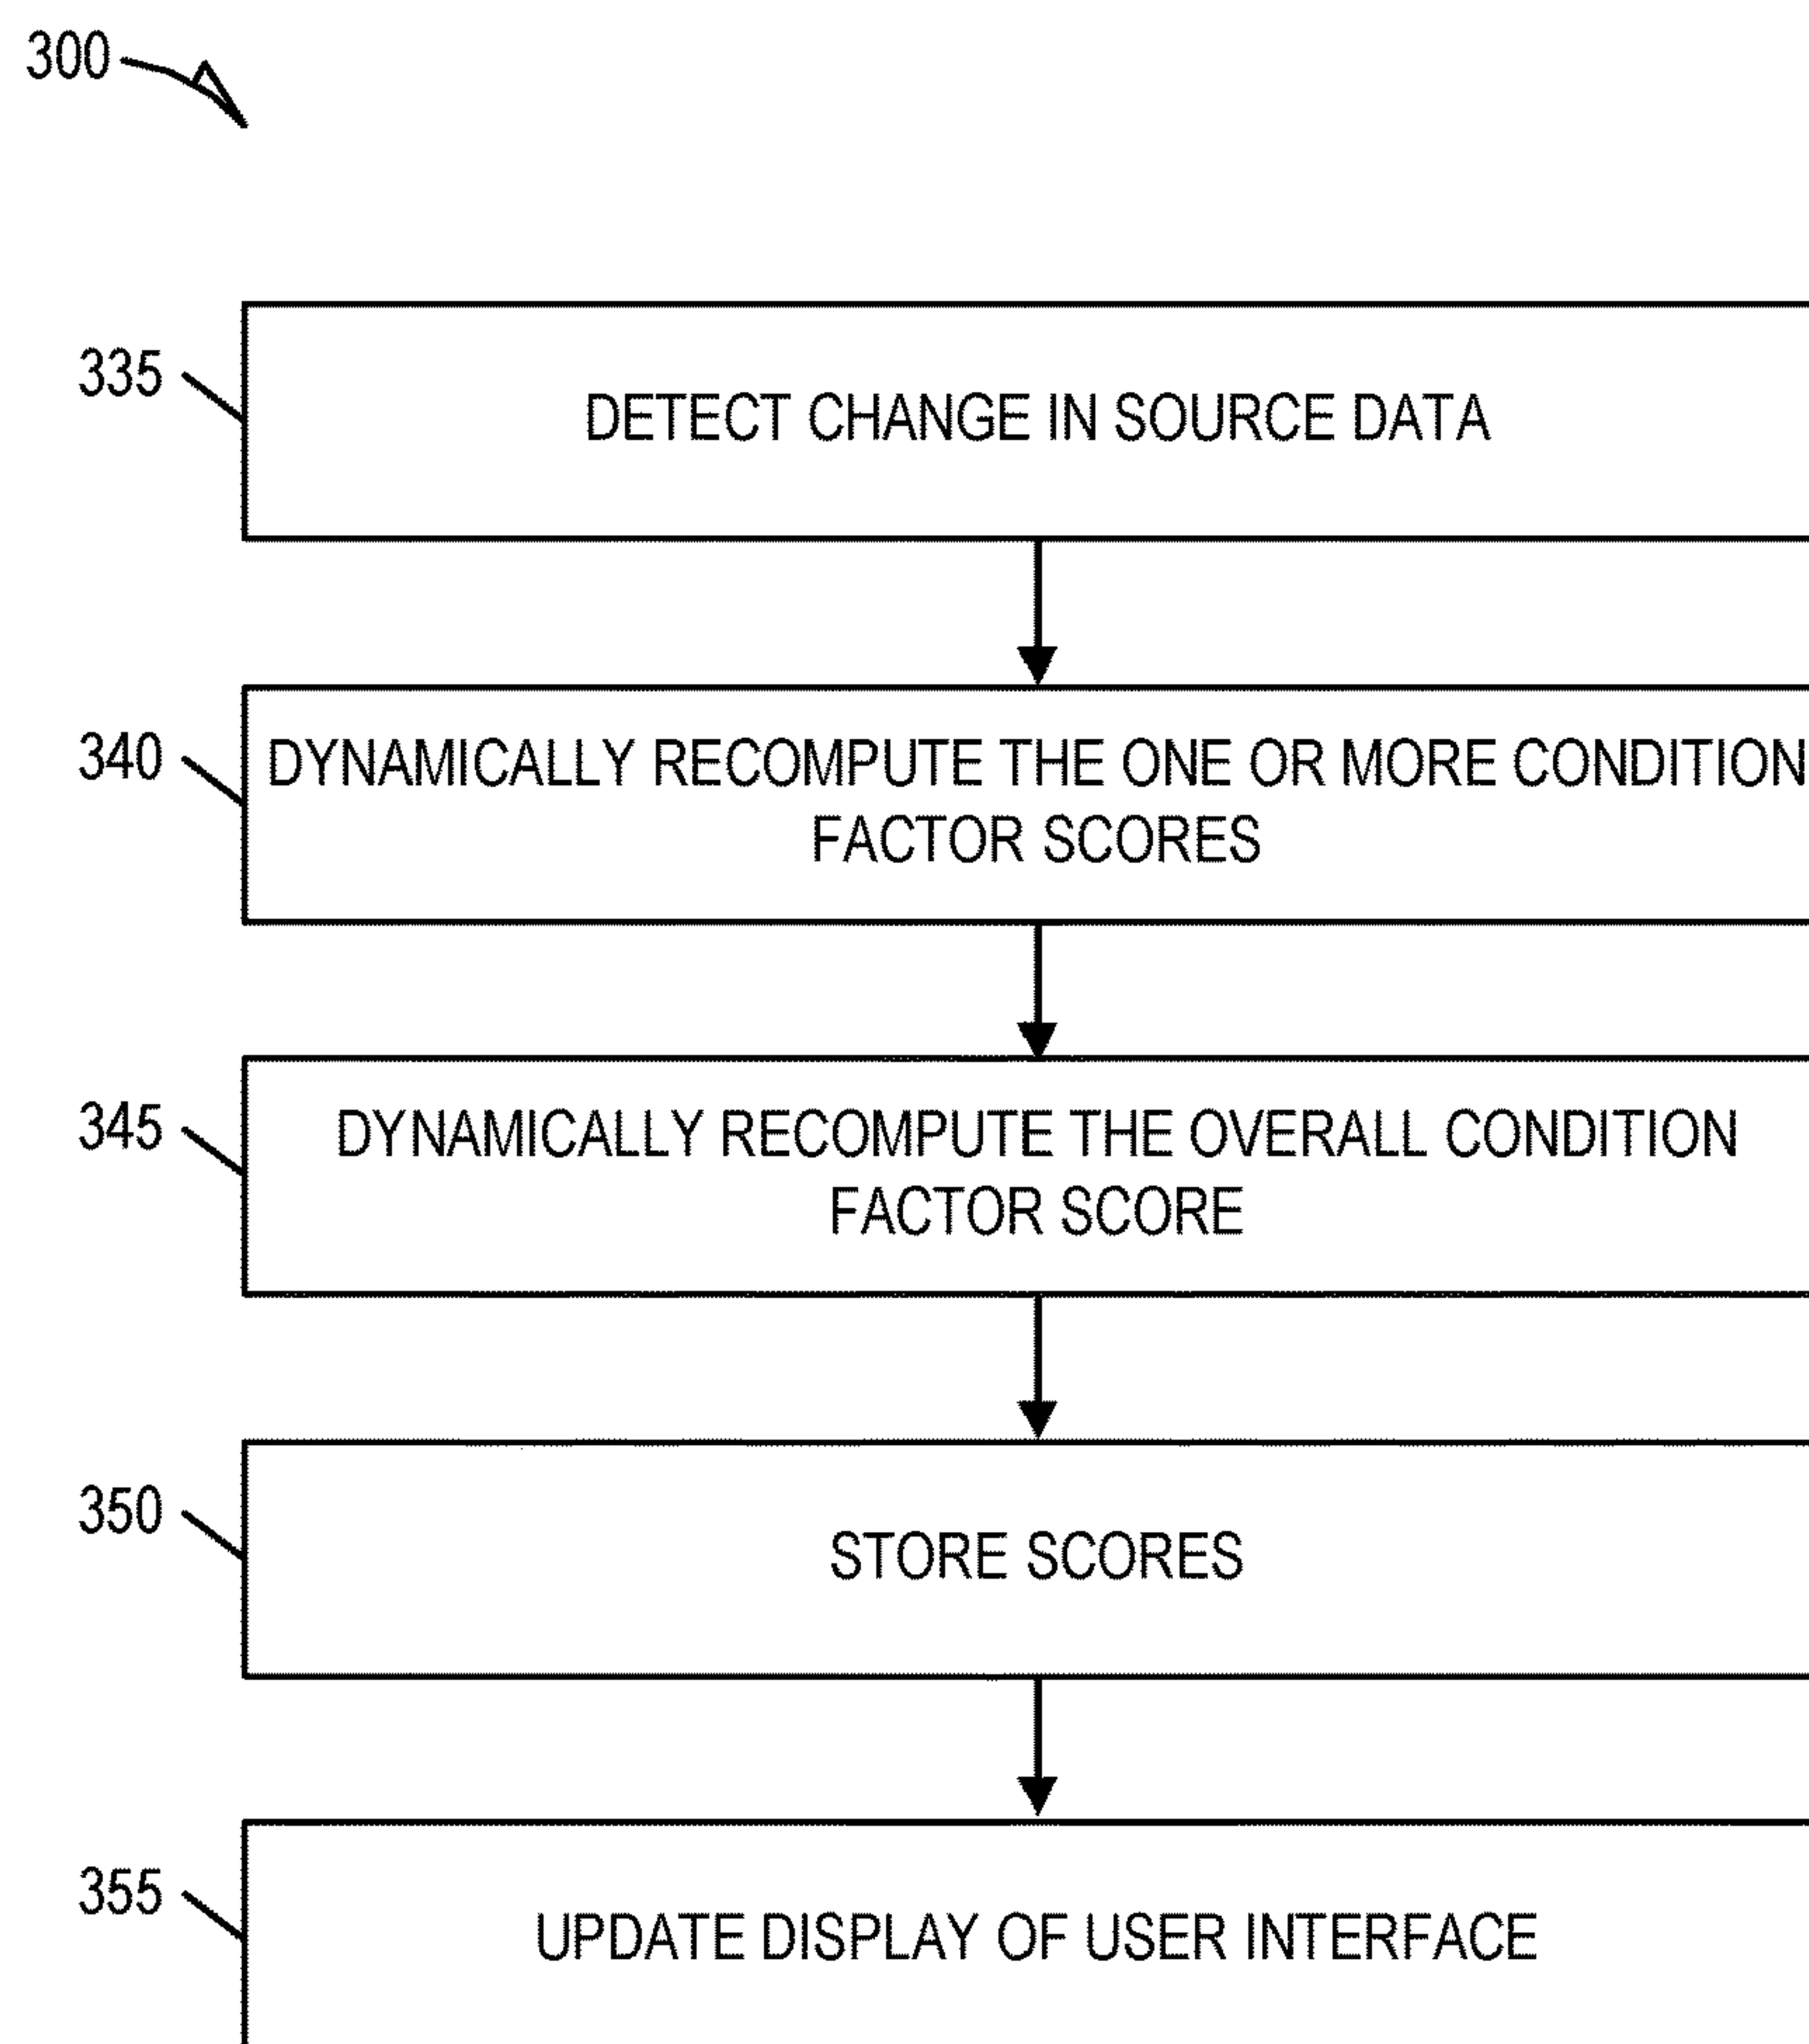 300
335
DETECT CHANGE IN SOURCE DATA
340
DYNAMICALLY RECOMPUTE THE ONE OR MORE CONDITION
FACTOR SCORES
345
DYNAMICALLY RECOMPUTE THE OVERALL CONDITION
FACTOR SCORE
350
STORE SCORES
355
UPDATE DISPLAY OF USER INTERFACE